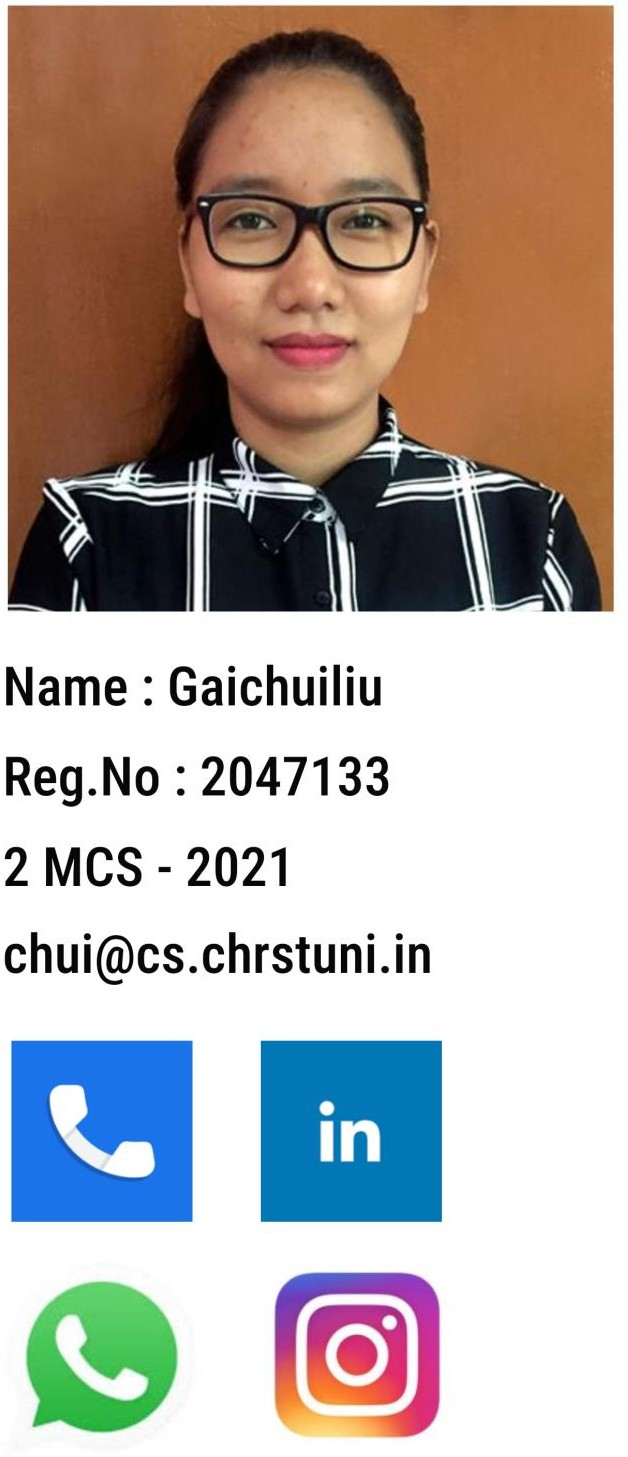 Name : Gaichuiliu
Reg.No : 2047133
2 MCS - 2021
chui@cs.chrstuni.in
in